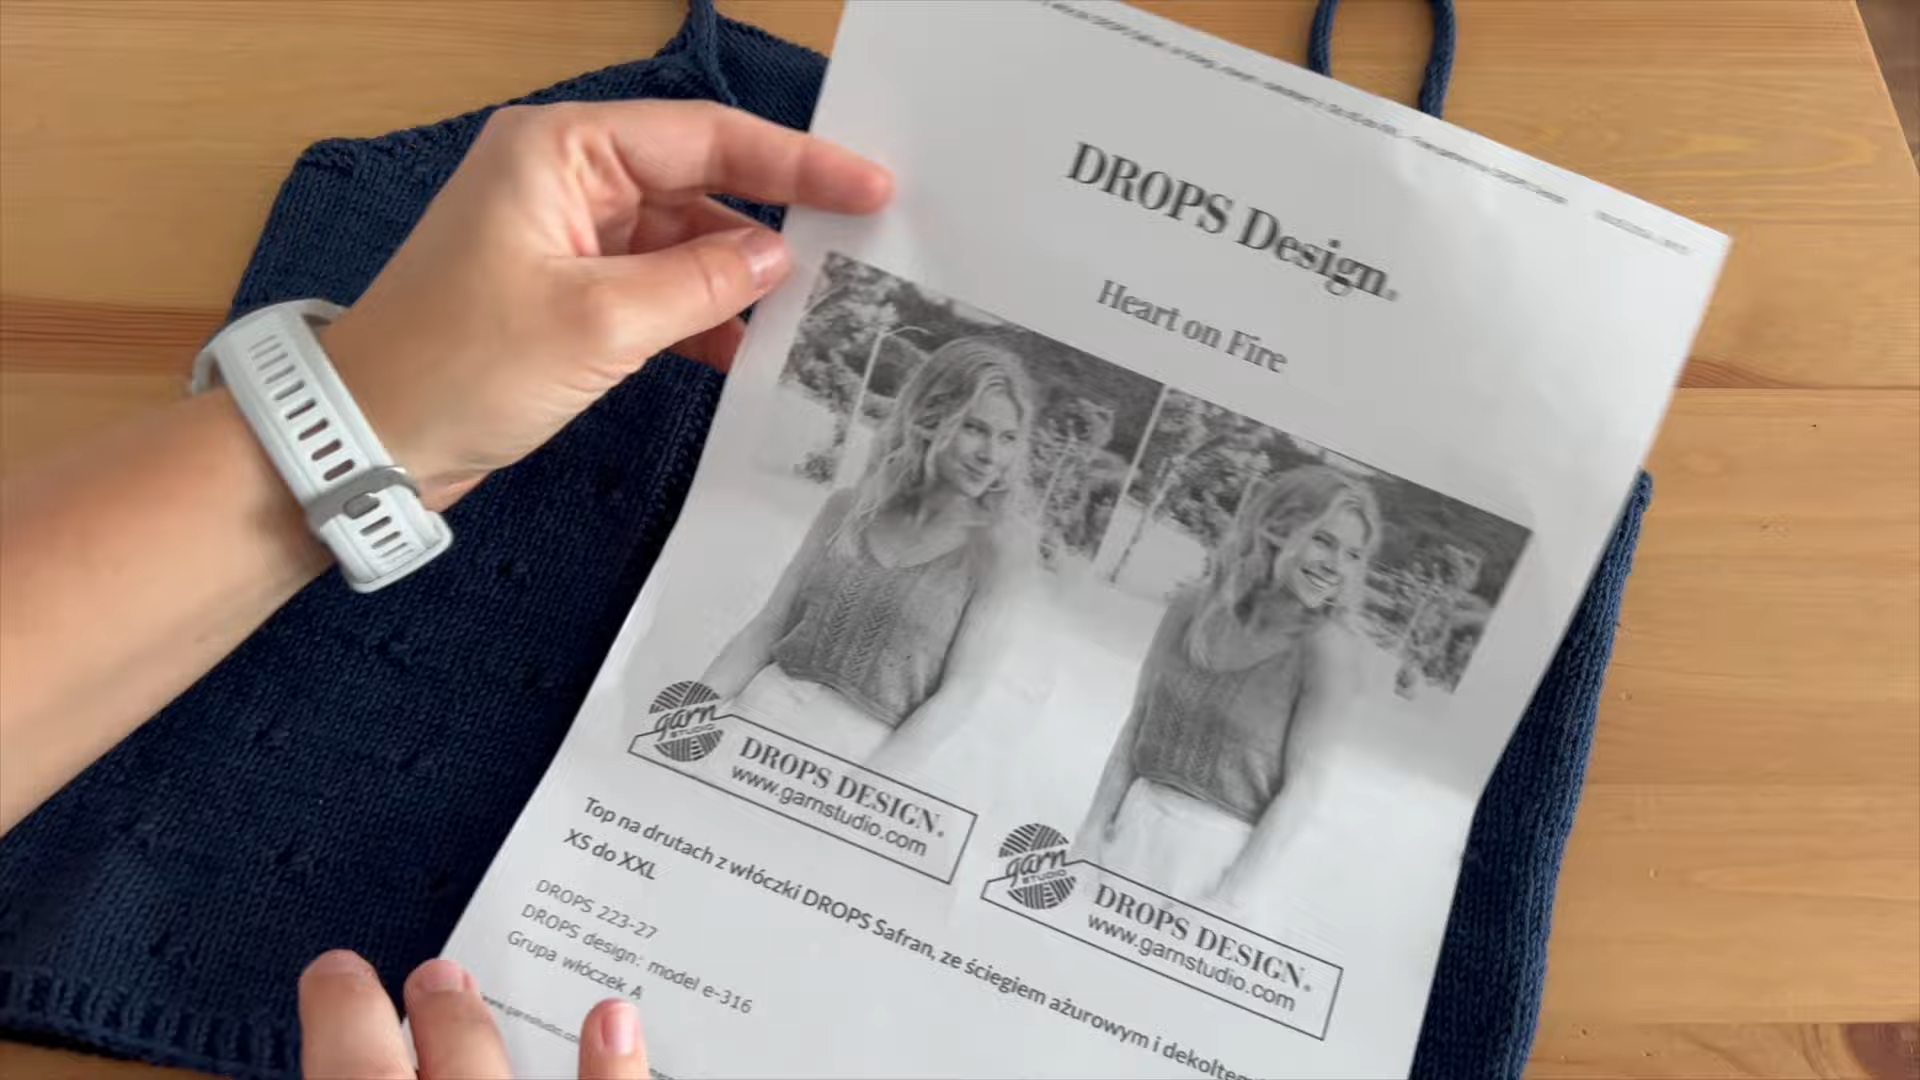 DROPS Design.
Heart on Fire
garn
STUDIO
DROPS DESIGN.
www.garnstudio.com
garn
STUDIO
DROPS DESIGN.
www.garnstudio.com
Top na drutach z włóczki DROPS Safran, ze ściegiem ażurowym i
XS do XXL
DROPS 223-27
DROPS design: model e-316
Grupa włóczek A